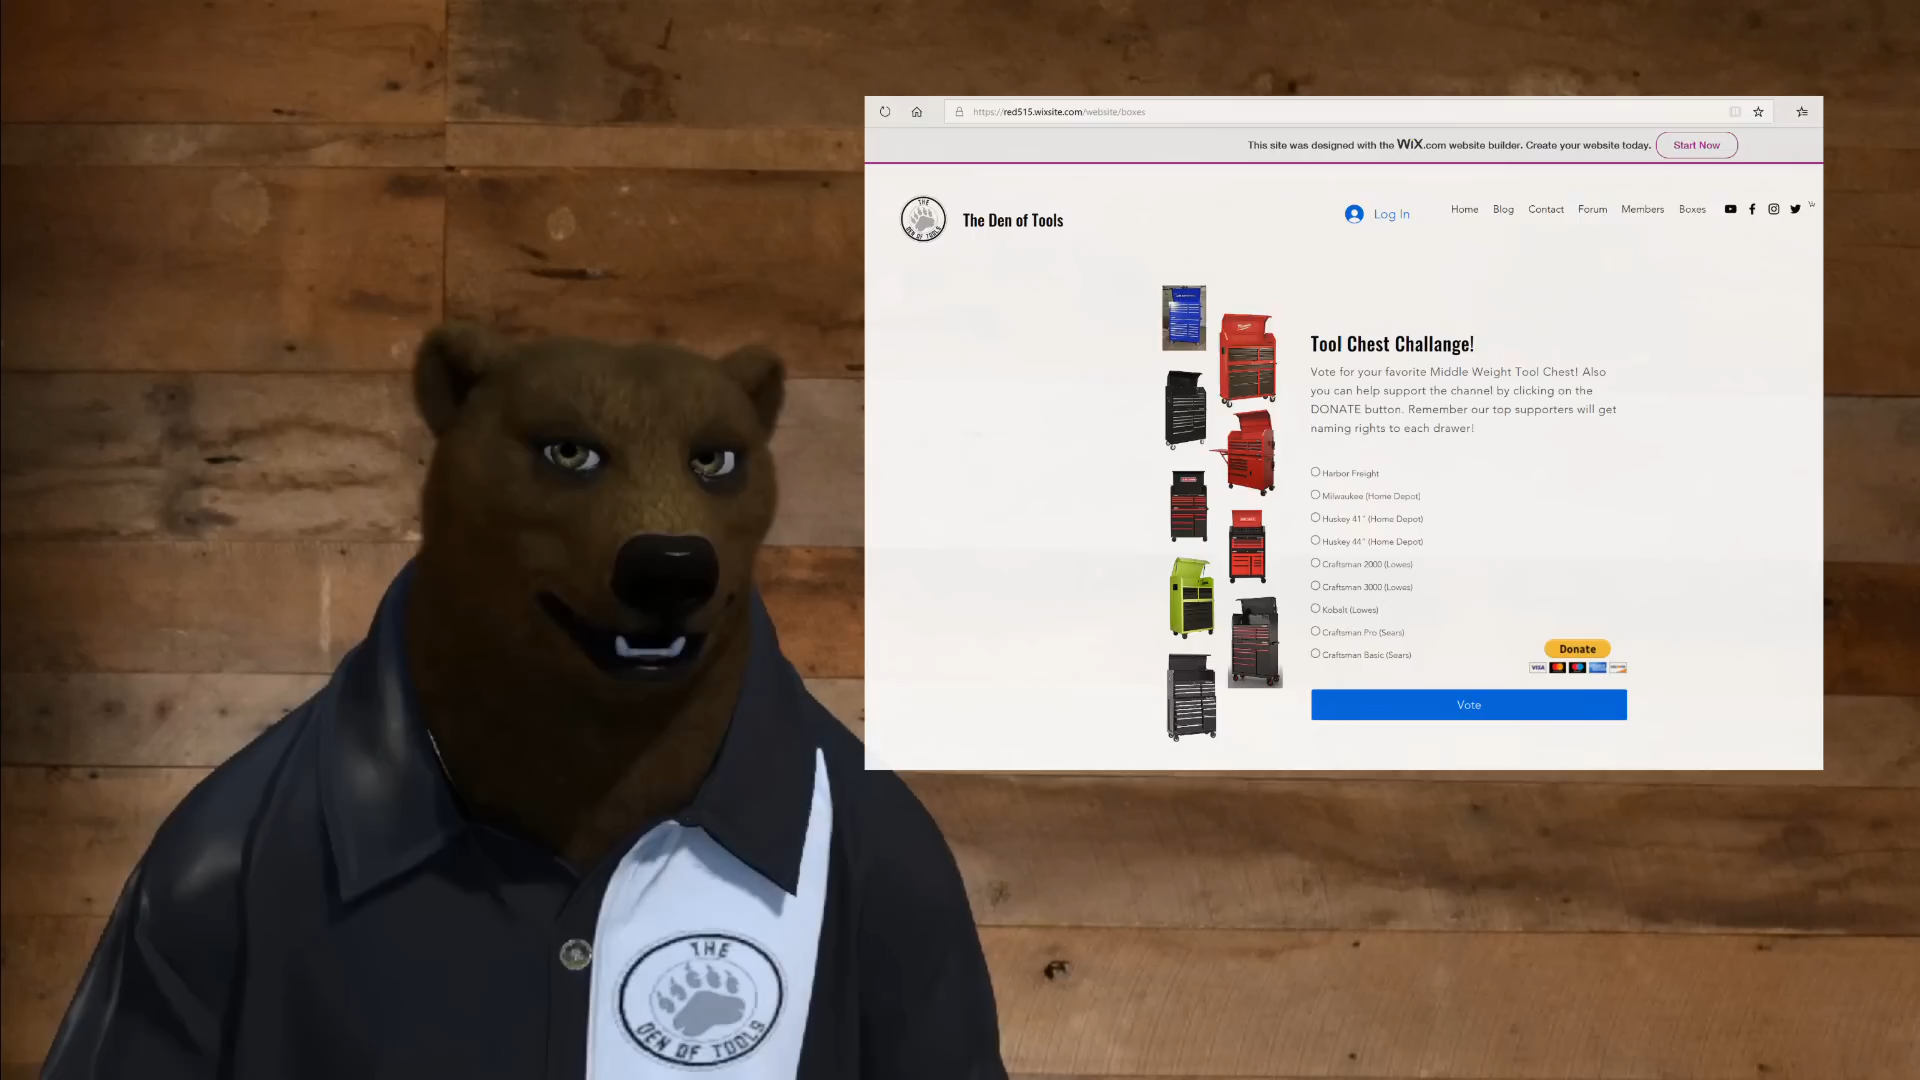 https://red515.wixsite.com/website/boxes
This site was designed with the WiX.com website builder. Create your website today.
Start Now
THE
DEN OF TOOLS
The Den of Tools
Log In
Home
Blog
Contact
Forum
Members
Boxes
Tool Chest Challange!
Vote for your favorite Middle Weight Tool Chest! Also
you can help support the channel by clicking on the
DONATE button. Remember our top supporters will get
naming rights to each drawer!
Harbor Freight
Milwaukee (Home Depot)
Huskey 41" (Home Depot)
Huskey 44" (Home Depot)
Craftsman 2000 (Lowes)
Craftsman 3000 (Lowes)
Kobalt (Lowes)
Craftsman Pro (Sears)
Craftsman Basic (Sears)
Donate
VISA
Vote
THE
DEN OF TOOLS